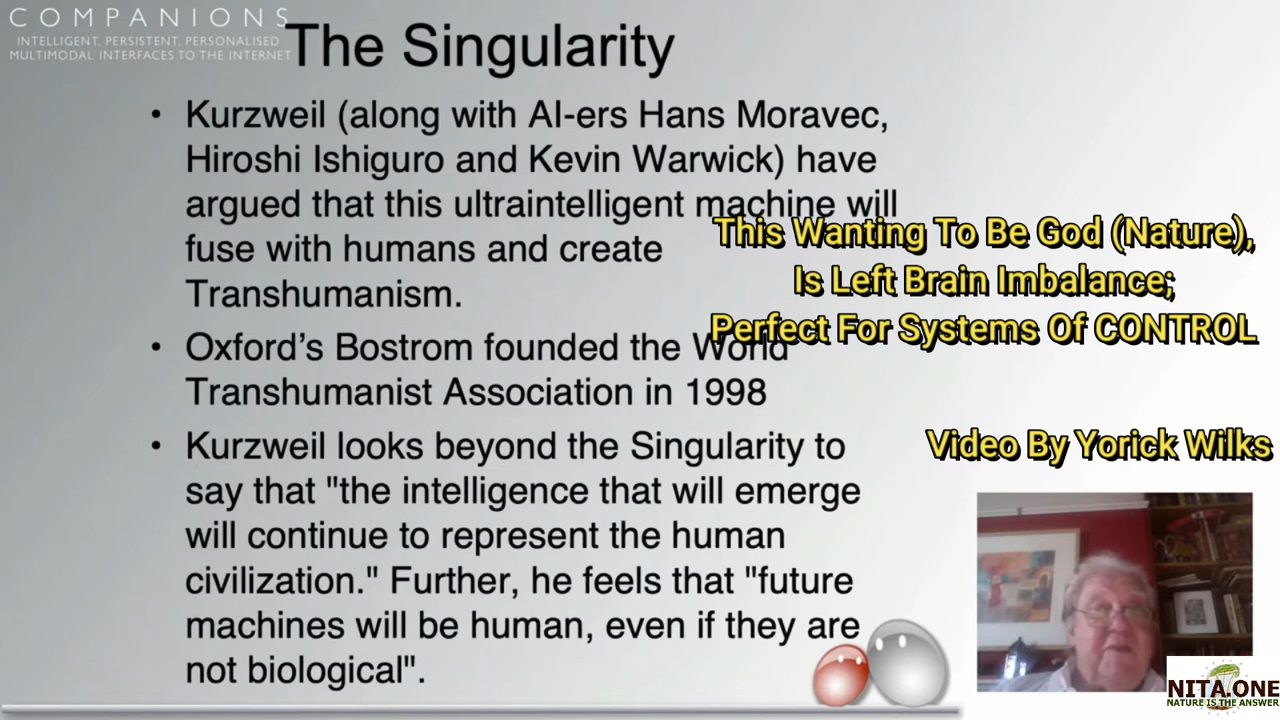 COMPANIONS
INTELLIGENT, PERSISTENT, PERSONALISED
MULTIMODAL INTERFACES TO THE INTERNET
The Singularity
• Kurzweil (along with AI-ers Hans Moravec,
Hiroshi Ishiguro and Kevin Warwick) have
argued that this ultraintelligent machine will
fuse with humans and create
Transhumanism.
• Oxford's Bostrom founded the World
Transhumanist Association in 1998
• Kurzweil looks beyond the Singularity to
say that "the intelligence that will emerge
will continue to represent the human
civilization." Further, he feels that "future
machines will be human, even if they are
not biological".
This Wanting To Be God (Nature),
Is Left Brain Imbalance;
Perfect For Systems Of CONTROL
Video By Yorick Wilks
NITA.ONE
NATURE IS THE ANSWER